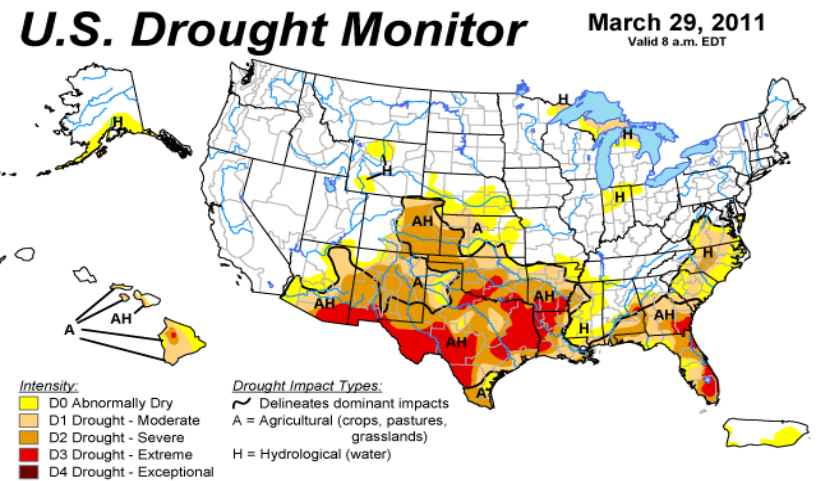 U.S. Drought Monitor
March 29, 2011
Valid 8 a.m. EDT
H
H
H
H
H
AH
A
H
A
AH
AH
AH
A
AH
H
AH
A
Intensity:
D0 Abnormally Dry
D1 Drought - Moderate
D2 Drought - Severe
D3 Drought - Extreme
D4 Drought - Exceptional
Drought Impact Types:
Delineates dominant impacts
A = Agricultural (crops, pastures,
grasslands)
H = Hydrological (water)